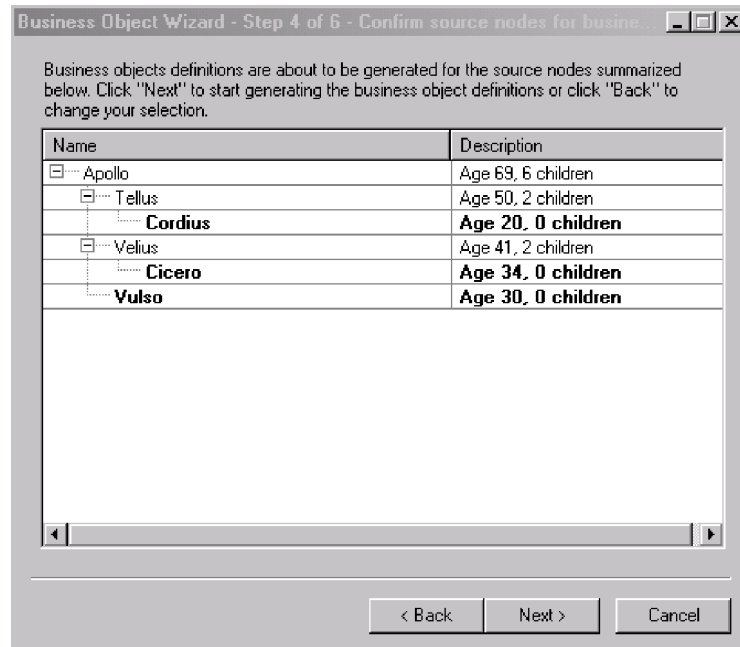 Business Object Wizard - Step 4 of 6 - Confirm source nodes for busine...
Business objects definitions are about to be generated for the source nodes summarized
below. Click "Next" to start generating the business object definitions or click "Back" to
change your selection.
Name Description
Apollo Age 69, 6 children
Tellus Age 50, 2 children
Cordius Age 20, 0 children
Velius Age 41, 2 children
Cicero Age 34, 0 children
Vulso Age 30, 0 children
< Back Next > Cancel